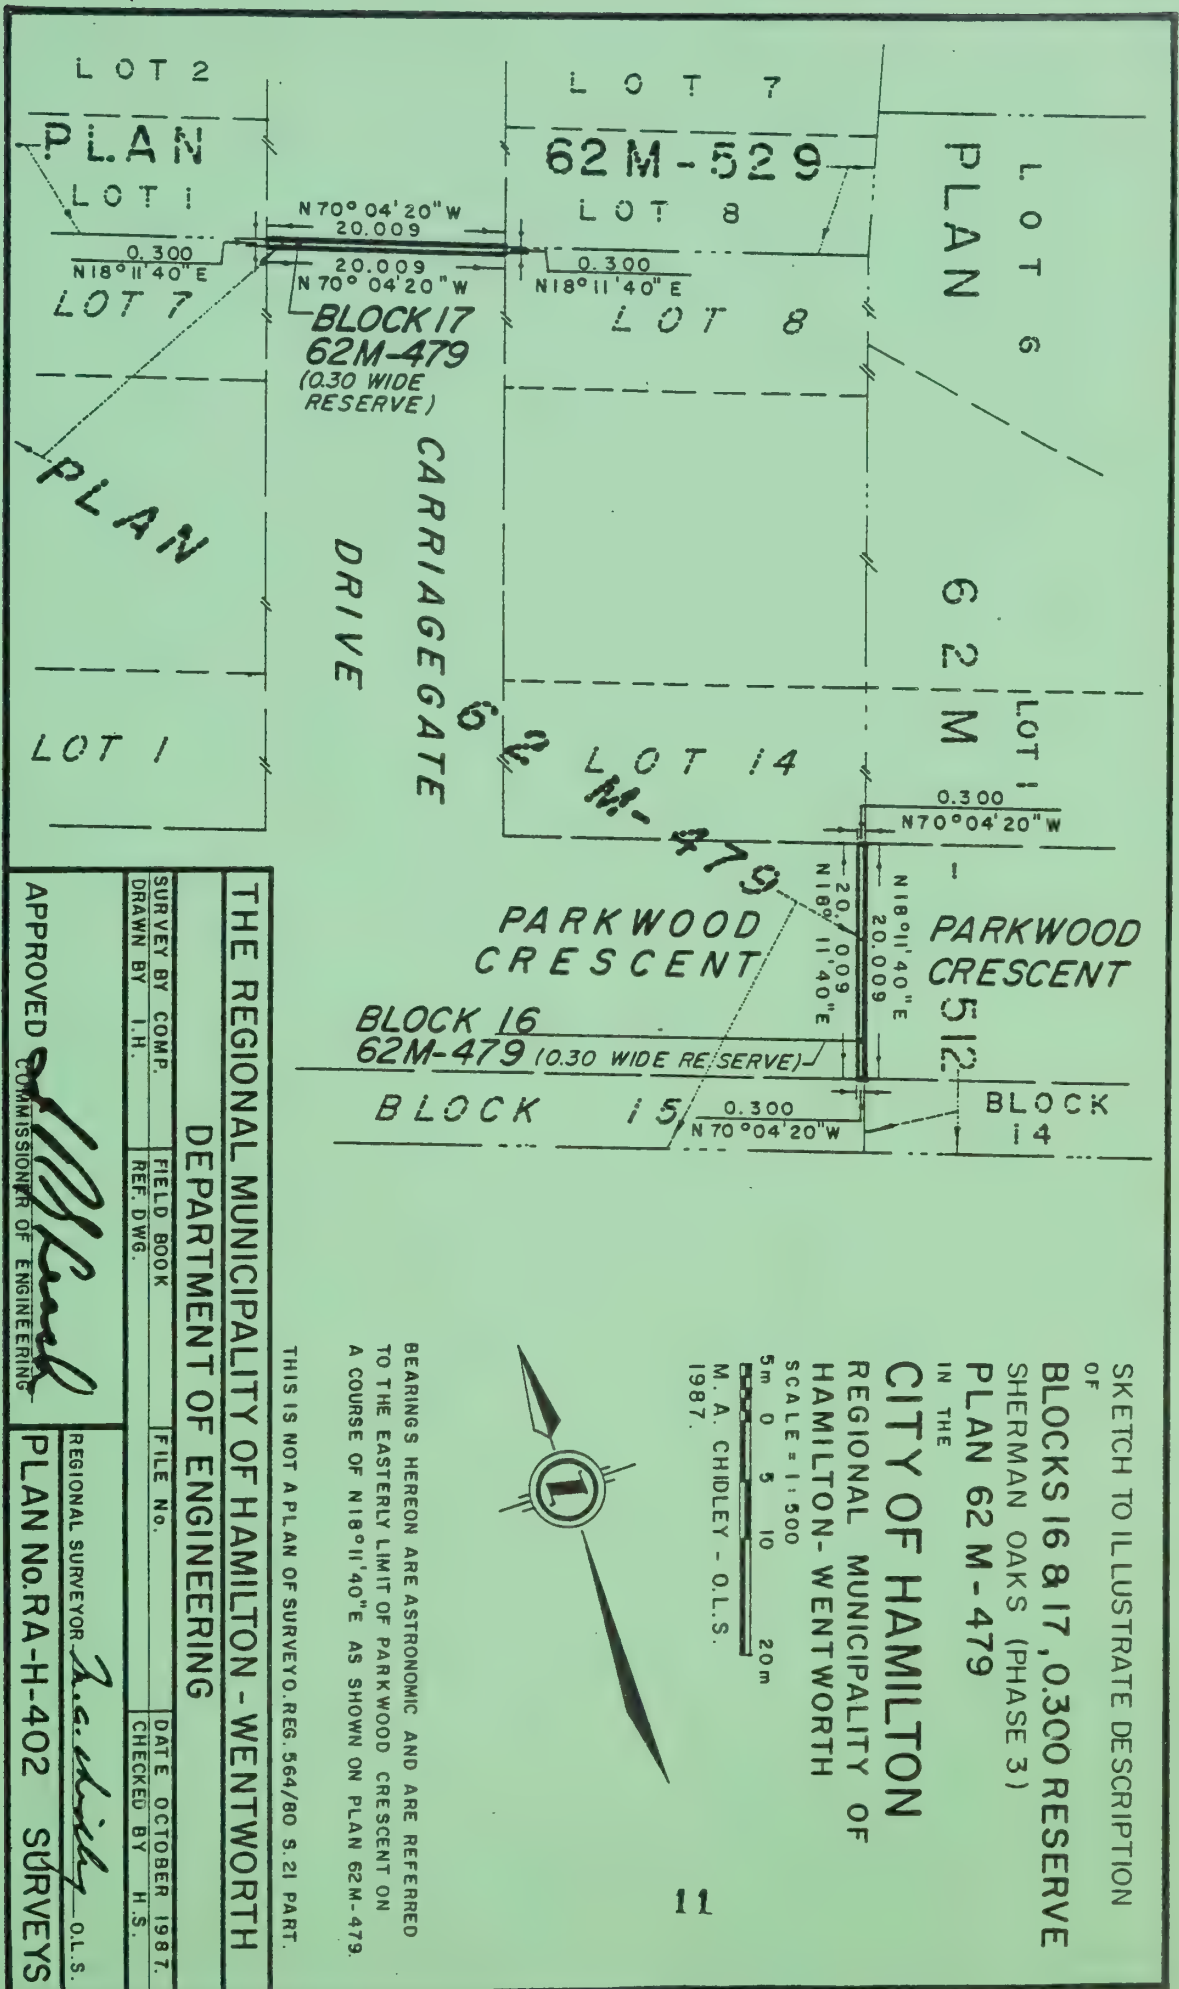 LOT 2
PLAN
LOT 1
LOT 7
62M-529
LOT 8
LOT 6
PLAN
N70°04'20"W
20.009
20.009
N70°04'20"W
0.300
N18°11'40"E
0.300
N18°11'40"E
LOT 7
LOT 8
BLOCK 17
62M-479
(0.30 WIDE
RESERVE)
PLAN
CARRIAGEGATE
DRIVE
62M
LOT 1
LOT 1
62M-479
LOT 14
0.300
N70°04'20"W
N18°11'40"E
20.009
20.009
N18°11'40"E
PARKWOOD
CRESCENT
- 512
PARKWOOD
CRESCENT
BLOCK 16
62M-479 (0.30 WIDE RESERVE)
BLOCK 15
0.300
N70°04'20"W
BLOCK
14
SKETCH TO ILLUSTRATE DESCRIPTION
OF
BLOCKS 16 & 17, 0.300 RESERVE
SHERMAN OAKS (PHASE 3)
PLAN 62M-479
IN THE
CITY OF HAMILTON
REGIONAL MUNICIPALITY OF
HAMILTON-WENTWORTH
SCALE = 1:500
5m 0 5 10 20m
M. A. CHIDLEY - O.L.S.
1987.
11
BEARINGS HEREON ARE ASTRONOMIC AND ARE REFERRED
TO THE EASTERLY LIMIT OF PARKWOOD CRESCENT ON
A COURSE OF N18°11'40"E AS SHOWN ON PLAN 62M-479.
THIS IS NOT A PLAN OF SURVEY O.REG. 564/80 S.21 PART.
THE REGIONAL MUNICIPALITY OF HAMILTON-WENTWORTH
DEPARTMENT OF ENGINEERING
SURVEY BY COMP. FIELD BOOK FILE No. DATE OCTOBER 1987.
DRAWN BY I.H. REF. DWG. CHECKED BY H.S.
APPROVED
COMMISSIONER OF ENGINEERING
REGIONAL SURVEYOR M.A. Chidley O.L.S.
PLAN No. RA-H-402 SURVEYS